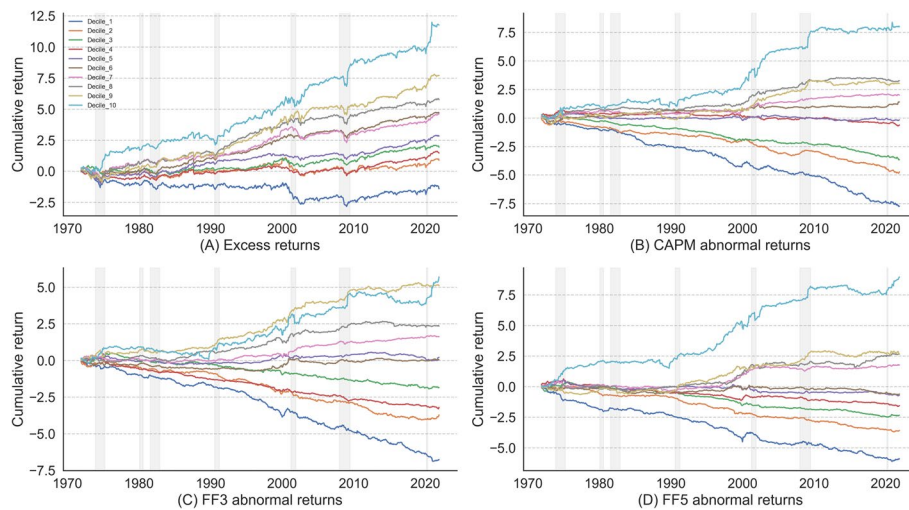 12.5
10.0
7.5
5.0
2.5
0.0
−2.5
Cumulative return
Decile_1
Decile_2
Decile_3
Decile_4
Decile_5
Decile_6
Decile_7
Decile_8
Decile_9
Decile_10
1970 1980 1990 2000 2010 2020
(A) Excess returns
7.5
5.0
2.5
0.0
−2.5
−5.0
−7.5
Cumulative return
1970 1980 1990 2000 2010 2020
(B) CAPM abnormal returns
5.0
2.5
0.0
−2.5
−5.0
−7.5
Cumulative return
1970 1980 1990 2000 2010 2020
(C) FF3 abnormal returns
7.5
5.0
2.5
0.0
−2.5
−5.0
Cumulative return
1970 1980 1990 2000 2010 2020
(D) FF5 abnormal returns